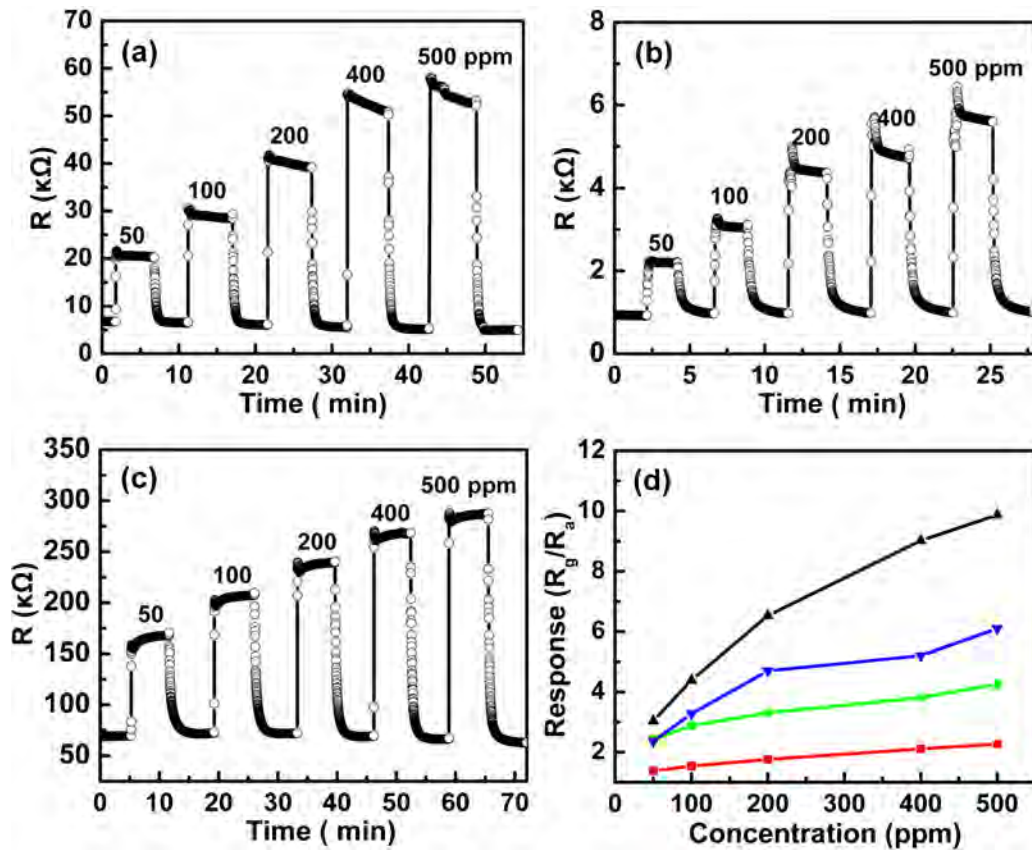 (a)
50
100
200
400
500 ppm
70
60
50
40
30
20
10
0
R (κΩ)
0 10 20 30 40 50
Time ( min)
(b)
50
100
200
400
500 ppm
8
6
4
2
0
R (κΩ)
0 5 10 15 20 25
Time ( min)
(c)
50
100
200
400
500 ppm
350
300
250
200
150
100
50
R (κΩ)
0 10 20 30 40 50 60 70
Time ( min)
(d)
12
10
8
6
4
2
Response (Rg/Ra)
0 100 200 300 400 500
Concentration (ppm)